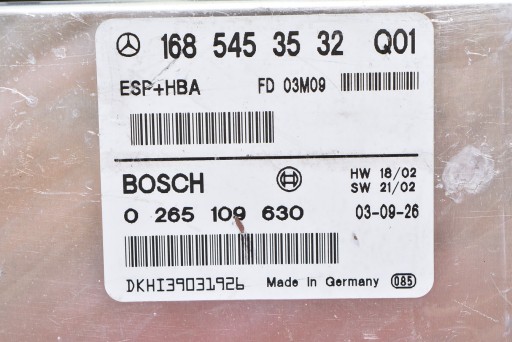 168 545 35 32 Q01
ESP+HBA FD 03M09
BOSCH HW 18/02
SW 21/02
0 265 109 630 03-09-26
DKHI39031926 Made in Germany 085